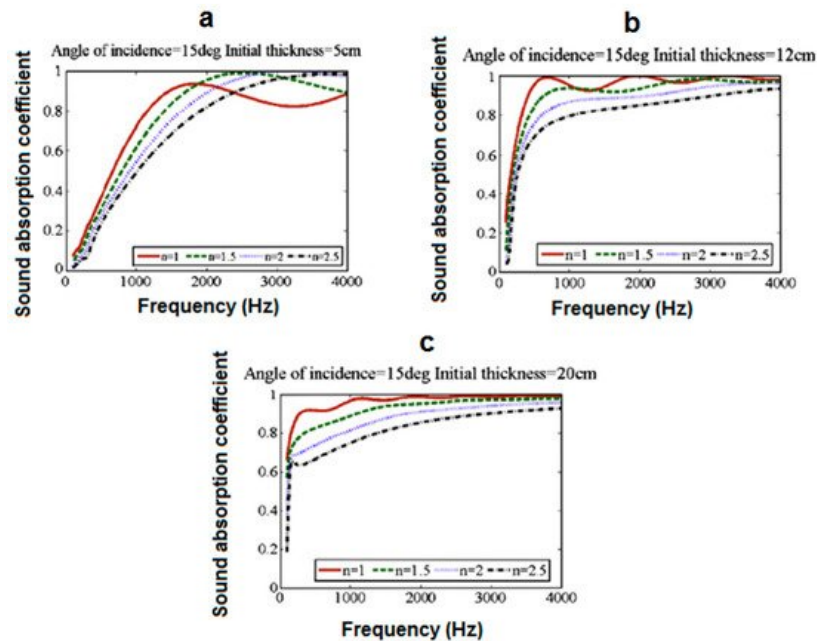 a
Angle of incidence=15deg Initial thickness=5cm
Sound absorption coefficient
1
0.8
0.6
0.4
0.2
0
n=1 n=1.5 n=2 n=2.5
0 1000 2000 3000 4000
Frequency (Hz)
b
Angle of incidence=15deg Initial thickness=12cm
Sound absorption coefficient
1
0.8
0.6
0.4
0.2
0
n=1 n=1.5 n=2 n=2.5
0 1000 2000 3000 4000
Frequency (Hz)
c
Angle of incidence=15deg Initial thickness=20cm
Sound absorption coefficient
1
0.8
0.6
0.4
0.2
0
n=1 n=1.5 n=2 n=2.5
0 1000 2000 3000 4000
Frequency (Hz)